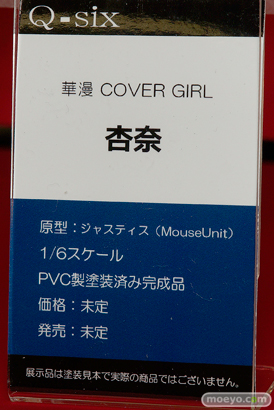 Q-six
華漫 COVER GIRL
杏奈
原型：ジャスティス（MouseUnit）
1/6スケール
PVC製塗装済み完成品
価格：未定
発売：未定
展示品は塗装見本で実際の商品ではございません。
moeyo.com